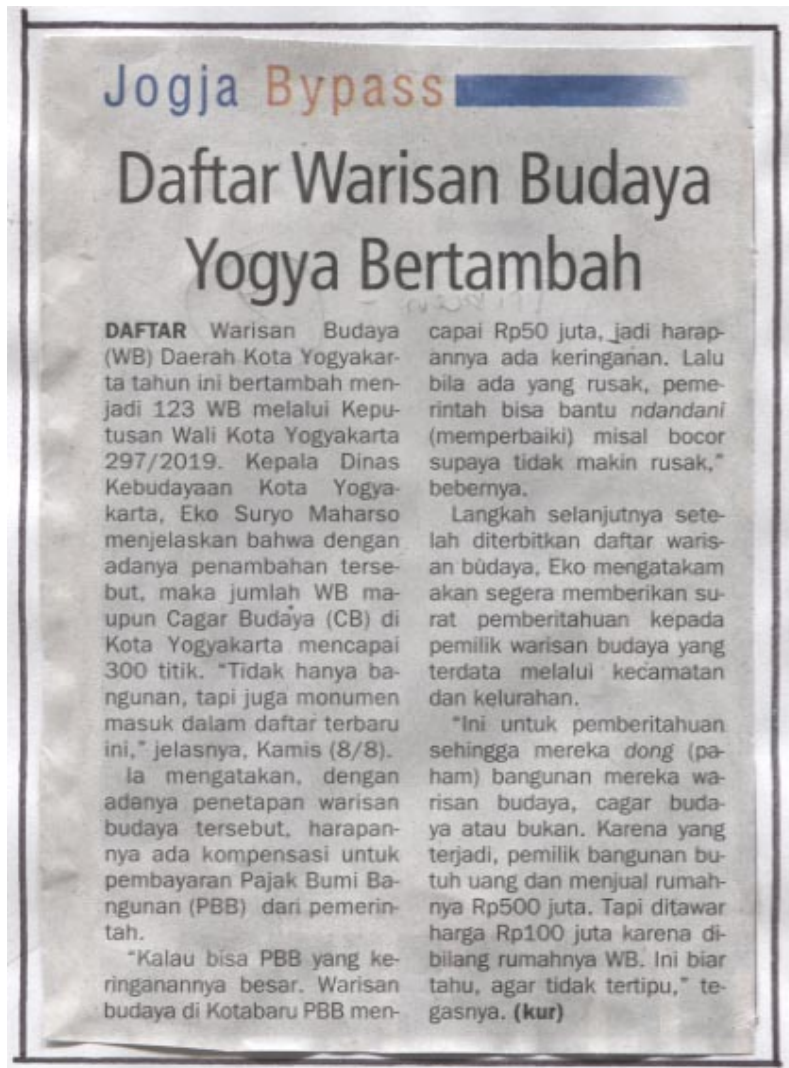 Jogja Bypass
Daftar Warisan Budaya
Yogya Bertambah
DAFTAR Warisan Budaya
(WB) Daerah Kota Yogyakar-
ta tahun ini bertambah men-
jadi 123 WB melalui Kepu-
tusan Wali Kota Yogyakarta
297/2019. Kepala Dinas
Kebudayaan Kota Yogya-
karta, Eko Suryo Maharso
menjelaskan bahwa dengan
adanya penambahan terse-
but, maka jumlah WB ma-
upun Cagar Budaya (CB) di
Kota Yogyakarta mencapai
300 titik. "Tidak hanya ba-
ngunan, tapi juga monumen
masuk dalam daftar terbaru
ini," jelasnya, Kamis (8/8).
Ia mengatakan, dengan
adanya penetapan warisan
budaya tersebut, harapan-
nya ada kompensasi untuk
pembayaran Pajak Bumi Ba-
ngunan (PBB) dari pemerin-
tah.
"Kalau bisa PBB yang ke-
ringanannya besar. Warisan
budaya di Kotabaru PBB men-
capai Rp50 juta, jadi harap-
annya ada keringanan. Lalu
bila ada yang rusak, peme-
rintah bisa bantu ndandani
(memperbaiki) misal bocor
supaya tidak makin rusak,"
bebernya.
Langkah selanjutnya sete-
lah diterbitkan daftar waris-
an budaya, Eko mengatakam
akan segera memberikan su-
rat pemberitahuan kepada
pemilik warisan budaya yang
terdata melalui kecamatan
dan kelurahan.
"Ini untuk pemberitahuan
sehingga mereka dong (pa-
ham) bangunan mereka wa-
risan budaya, cagar buda-
ya atau bukan. Karena yang
terjadi, pemilik bangunan bu-
tuh uang dan menjual rumah-
nya Rp500 juta. Tapi ditawar
harga Rp100 juta karena di-
bilang rumahnya WB. Ini biar
tahu, agar tidak tertipu," te-
gasnya. (kur)